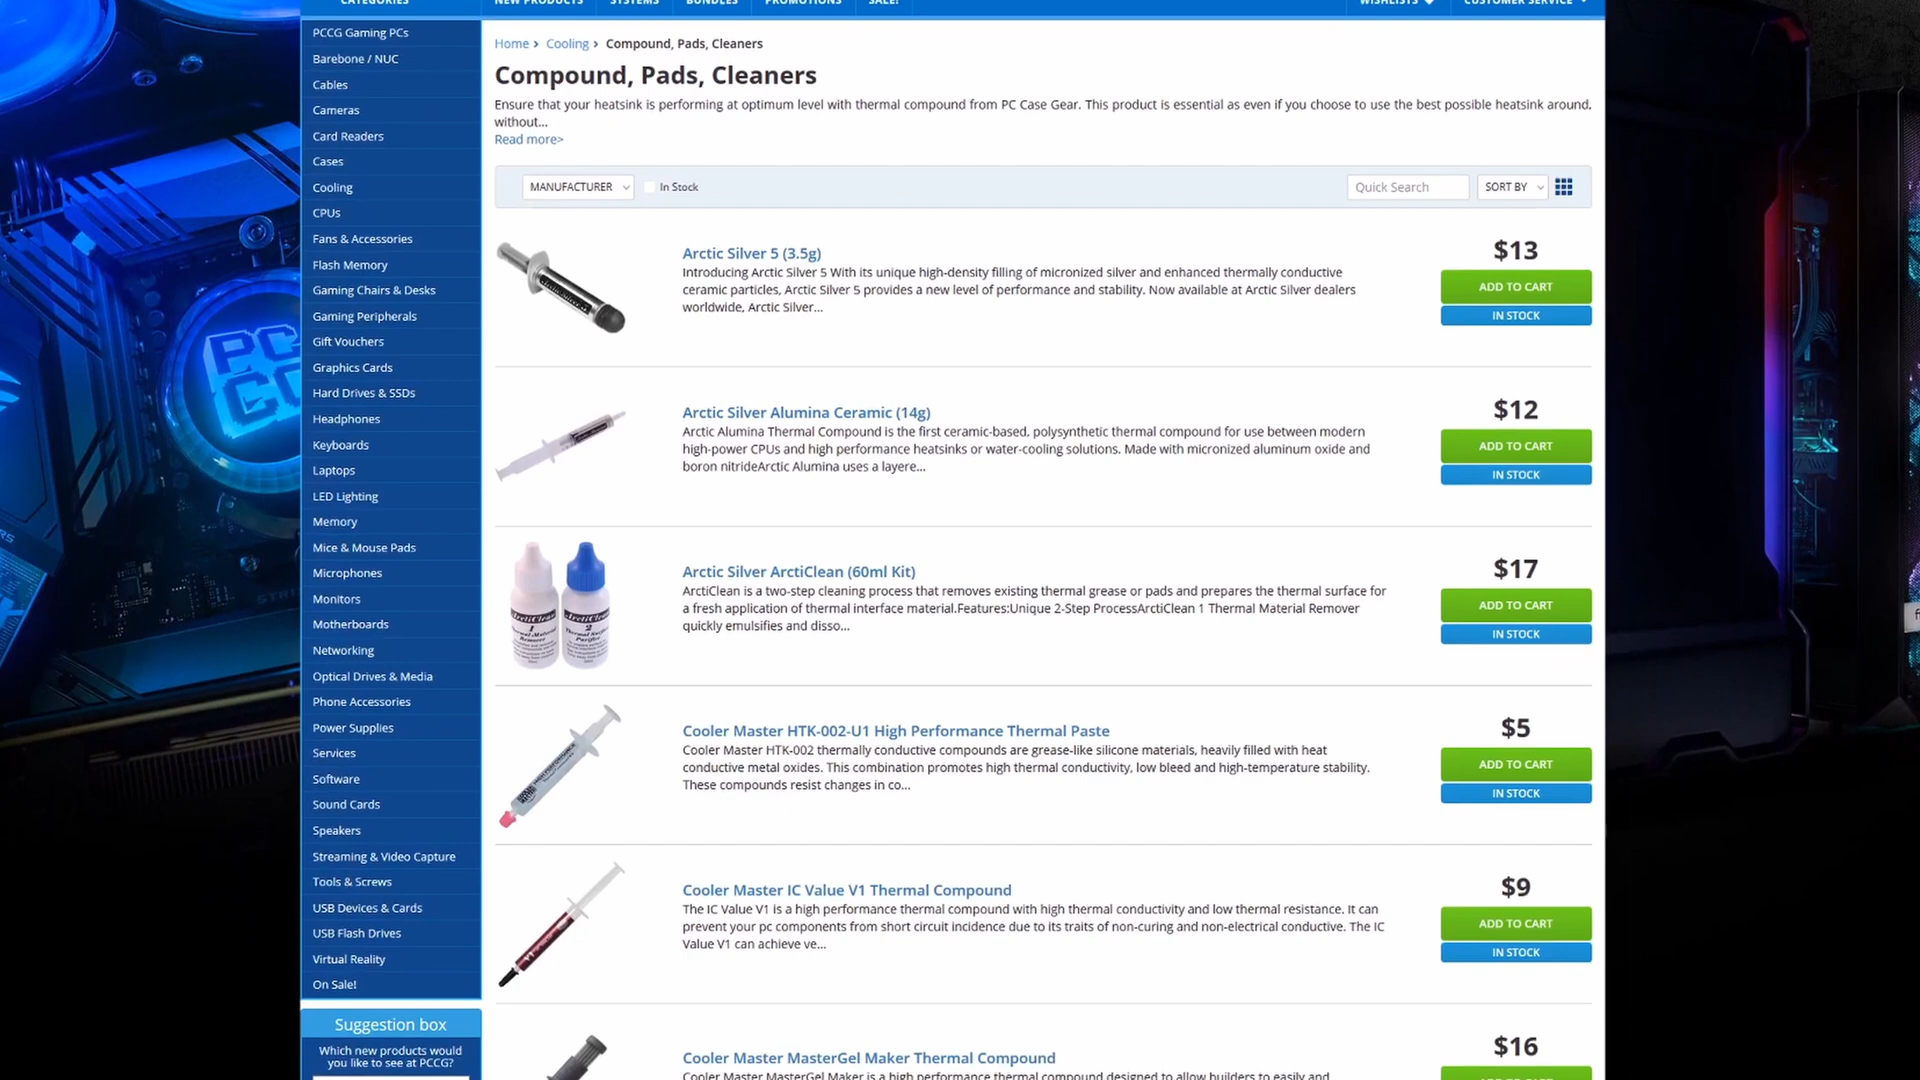 CATEGORIES
NEW PRODUCTS
SYSTEMS
BUNDLES
PROMOTIONS
SALE!
WISHLISTS
CUSTOMER SERVICE
PCCG Gaming PCs
Barebone / NUC
Cables
Cameras
Card Readers
Cases
Cooling
CPUs
Fans & Accessories
Flash Memory
Gaming Chairs & Desks
Gaming Peripherals
Gift Vouchers
Graphics Cards
Hard Drives & SSDs
Headphones
Keyboards
Laptops
LED Lighting
Memory
Mice & Mouse Pads
Microphones
Monitors
Motherboards
Networking
Optical Drives & Media
Phone Accessories
Power Supplies
Services
Software
Sound Cards
Speakers
Streaming & Video Capture
Tools & Screws
USB Devices & Cards
USB Flash Drives
Virtual Reality
On Sale!
Suggestion box
Which new products would
you like to see at PCCG?
Home > Cooling > Compound, Pads, Cleaners
Compound, Pads, Cleaners
Ensure that your heatsink is performing at optimum level with thermal compound from PC Case Gear. This product is essential as even if you choose to use the best possible heatsink around,
without...
Read more>
MANUFACTURER
In Stock
Quick Search
SORT BY
Arctic Silver 5 (3.5g)
Introducing Arctic Silver 5 With its unique high-density filling of micronized silver and enhanced thermally conductive
ceramic particles, Arctic Silver 5 provides a new level of performance and stability. Now available at Arctic Silver dealers
worldwide, Arctic Silver...
$13
ADD TO CART
IN STOCK
Arctic Silver Alumina Ceramic (14g)
Arctic Alumina Thermal Compound is the first ceramic-based, polysynthetic thermal compound for use between modern
high-power CPUs and high performance heatsinks or water-cooling solutions. Made with micronized aluminum oxide and
boron nitrideArctic Alumina uses a layere...
$12
ADD TO CART
IN STOCK
Arctic Silver ArctiClean (60ml Kit)
ArctiClean is a two-step cleaning process that removes existing thermal grease or pads and prepares the thermal surface for
a fresh application of thermal interface material.Features:Unique 2-Step ProcessArctiClean 1 Thermal Material Remover
quickly emulsifies and disso...
$17
ADD TO CART
IN STOCK
Cooler Master HTK-002-U1 High Performance Thermal Paste
Cooler Master HTK-002 thermally conductive compounds are grease-like silicone materials, heavily filled with heat
conductive metal oxides. This combination promotes high thermal conductivity, low bleed and high-temperature stability.
These compounds resist changes in co...
$5
ADD TO CART
IN STOCK
Cooler Master IC Value V1 Thermal Compound
The IC Value V1 is a high performance thermal compound with high thermal conductivity and low thermal resistance. It can
prevent your pc components from short circuit incidence due to its traits of non-curing and non-electrical conductive. The IC
Value V1 can achieve ve...
$9
ADD TO CART
IN STOCK
Cooler Master MasterGel Maker Thermal Compound
Cooler Master MasterGel Maker is a high performance thermal compound designed to allow builders to easily and
$16